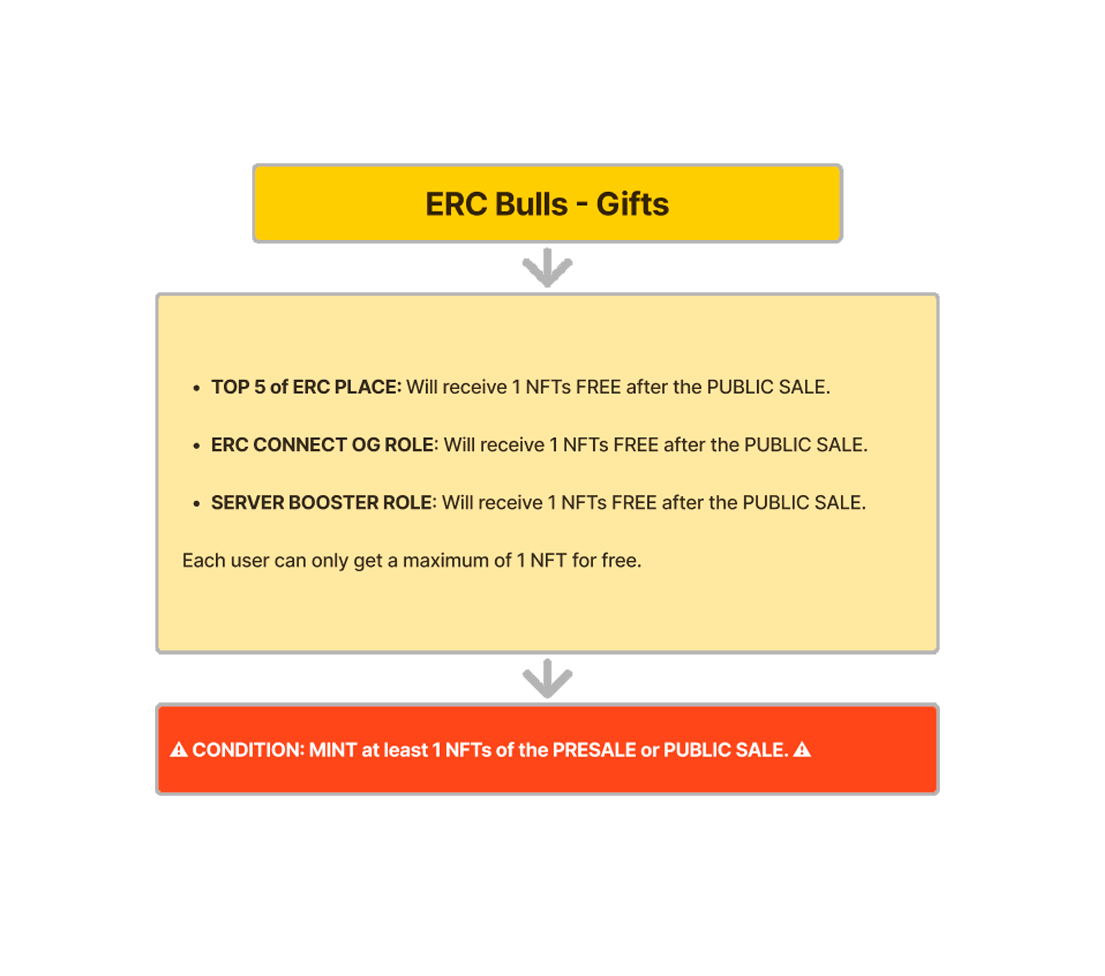 ERC Bulls - Gifts
• TOP 5 of ERC PLACE: Will receive 1 NFTs FREE after the PUBLIC SALE.
• ERC CONNECT OG ROLE: Will receive 1 NFTs FREE after the PUBLIC SALE.
• SERVER BOOSTER ROLE: Will receive 1 NFTs FREE after the PUBLIC SALE.
Each user can only get a maximum of 1 NFT for free.
⚠ CONDITION: MINT at least 1 NFTs of the PRESALE or PUBLIC SALE. ⚠